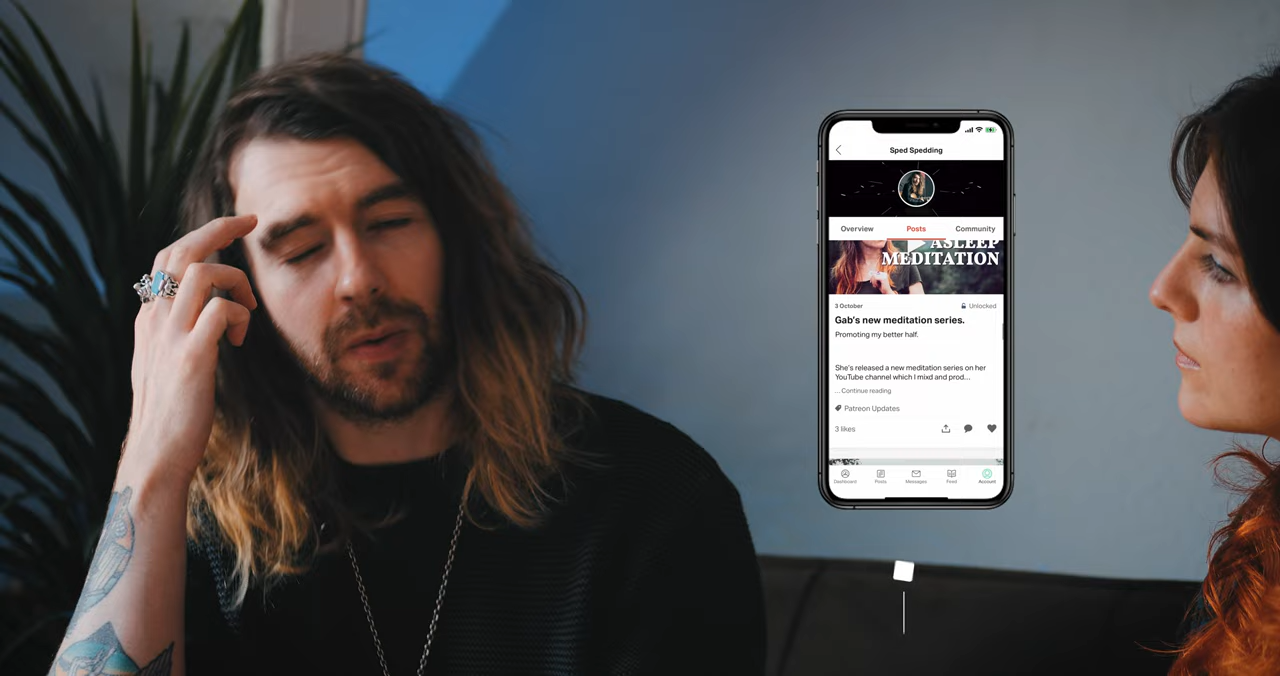 Sped Spedding
Overview Posts Community
ASLEEP
MEDITATION
3 October Unlocked
Gab's new meditation series.
Promoting my better half.
She's released a new meditation series on her
YouTube channel which I mixd and prod...
... Continue reading
Patreon Updates
3 likes
Dashboard Posts Messages Feed Account